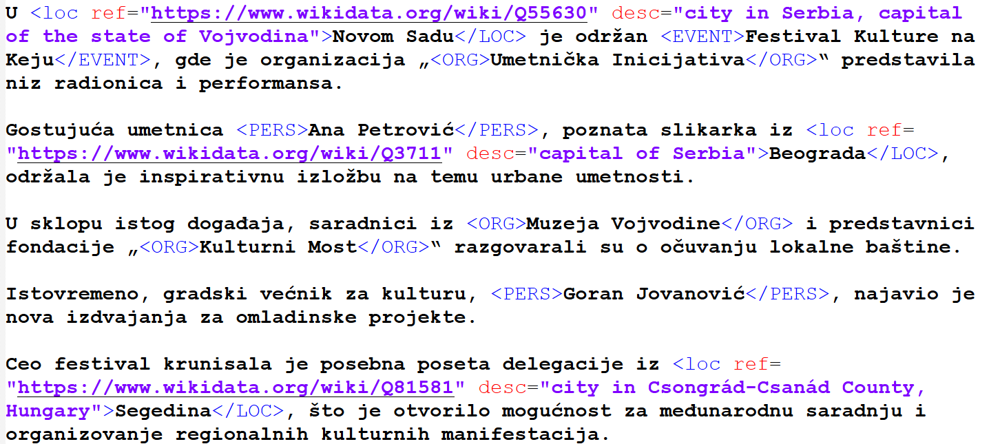 U <loc ref="https://www.wikidata.org/wiki/Q55630" desc="city in Serbia, capital
of the state of Vojvodina">Novom Sadu</LOC> je održan <EVENT>Festival Kulture na
Keju</EVENT>, gde je organizacija „<ORG>Umetnička Inicijativa</ORG>“ predstavila
niz radionica i performansa.
Gostujuća umetnica <PERS>Ana Petrović</PERS>, poznata slikarka iz <loc ref=
"https://www.wikidata.org/wiki/Q3711" desc="capital of Serbia">Beograda</LOC>,
održala je inspirativnu izložbu na temu urbane umetnosti.
U sklopu istog događaja, saradnici iz <ORG>Muzeja Vojvodine</ORG> i predstavnici
fondacije „<ORG>Kulturni Most</ORG>“ razgovarali su o očuvanju lokalne baštine.
Istovremeno, gradski većnik za kulturu, <PERS>Goran Jovanović</PERS>, najavio je
nova izdvajanja za omladinske projekte.
Ceo festival krunisala je posebna poseta delegacije iz <loc ref=
"https://www.wikidata.org/wiki/Q81581" desc="city in Csongrád-Csanád County,
Hungary">Segedina</LOC>, što je otvorilo mogućnost za međunarodnu saradnju i
organizovanje regionalnih kulturnih manifestacija.